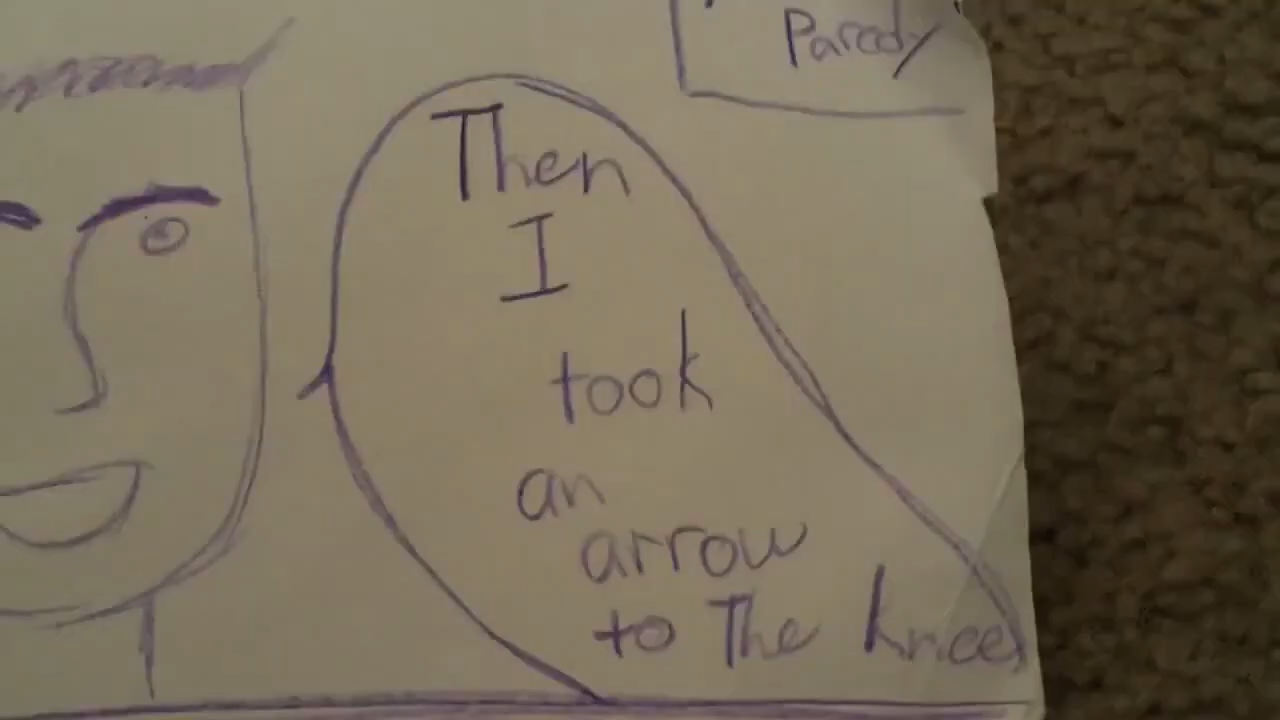 Parody
Then
I
took
an
arrow
to The knee